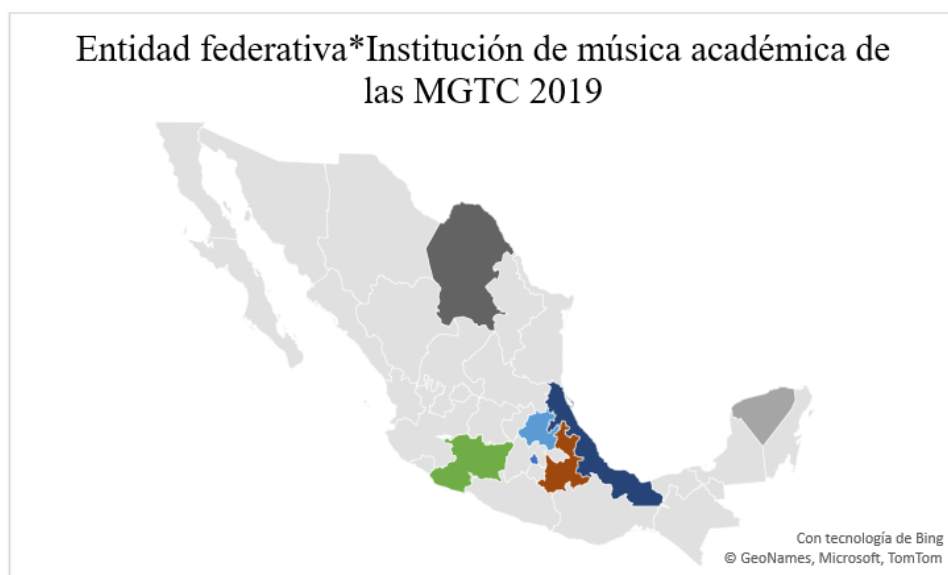 Entidad federativa*Institución de música académica de
las MGTC 2019
Con tecnología de Bing
© GeoNames, Microsoft, TomTom